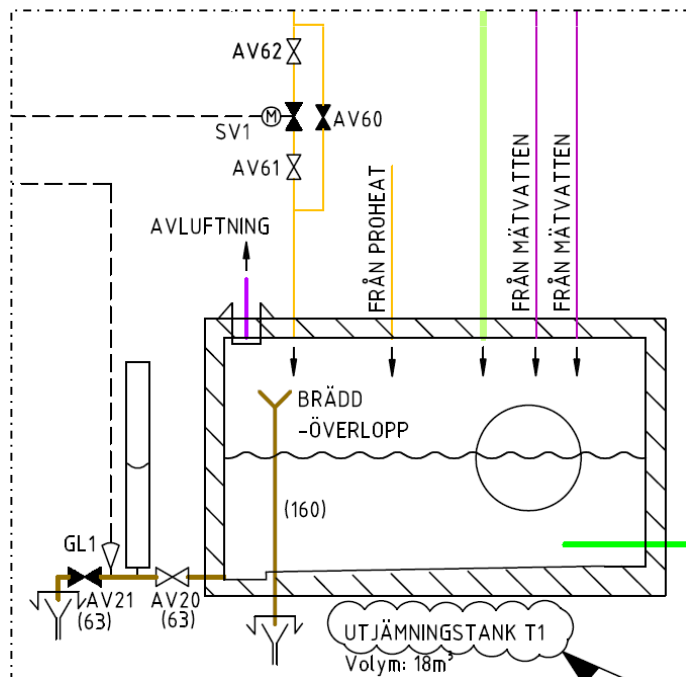 AV62
M
SV1
AV60
AV61
AVLUFTNING
FRÅN PROHEAT
FRÅN MÄTVATTEN
FRÅN MÄTVATTEN
BRÄDD
-ÖVERLOPP
(160)
GL1
AV21
(63)
AV20
(63)
UTJÄMNINGSTANK T1
Volym: 18m³